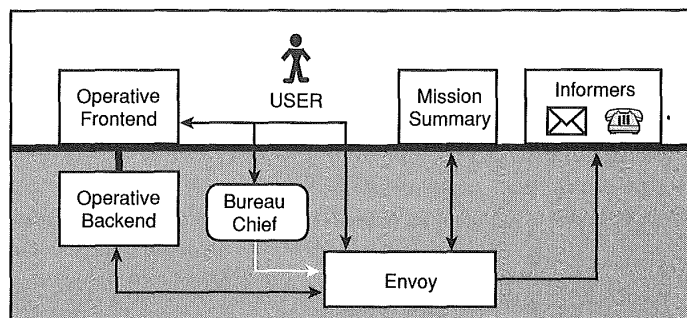 USER
Operative
Frontend
Mission
Summary
Informers
Operative
Backend
Bureau
Chief
Envoy